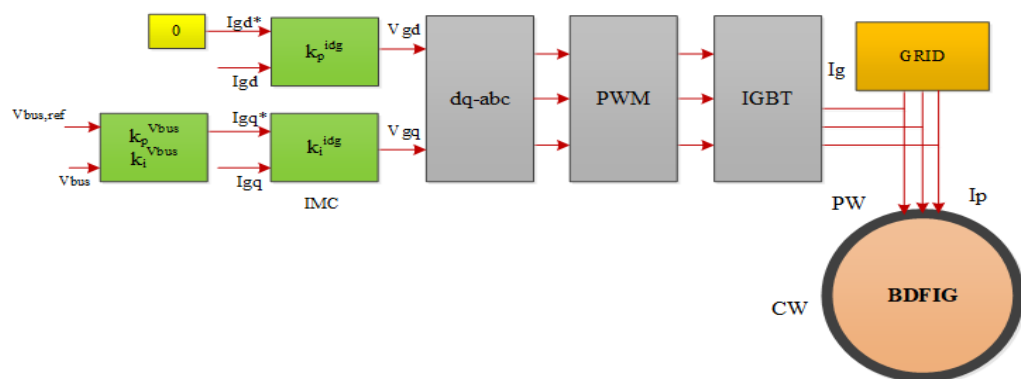 0
Igd*
Igd
kp^idg
Vgd
Vbus,ref
Vbus
kp^Vbus
ki^Vbus
Igq*
Igq
ki^idg
IMC
Vgq
dq-abc
PWM
IGBT
Ig
GRID
PW
Ip
CW
BDFIG